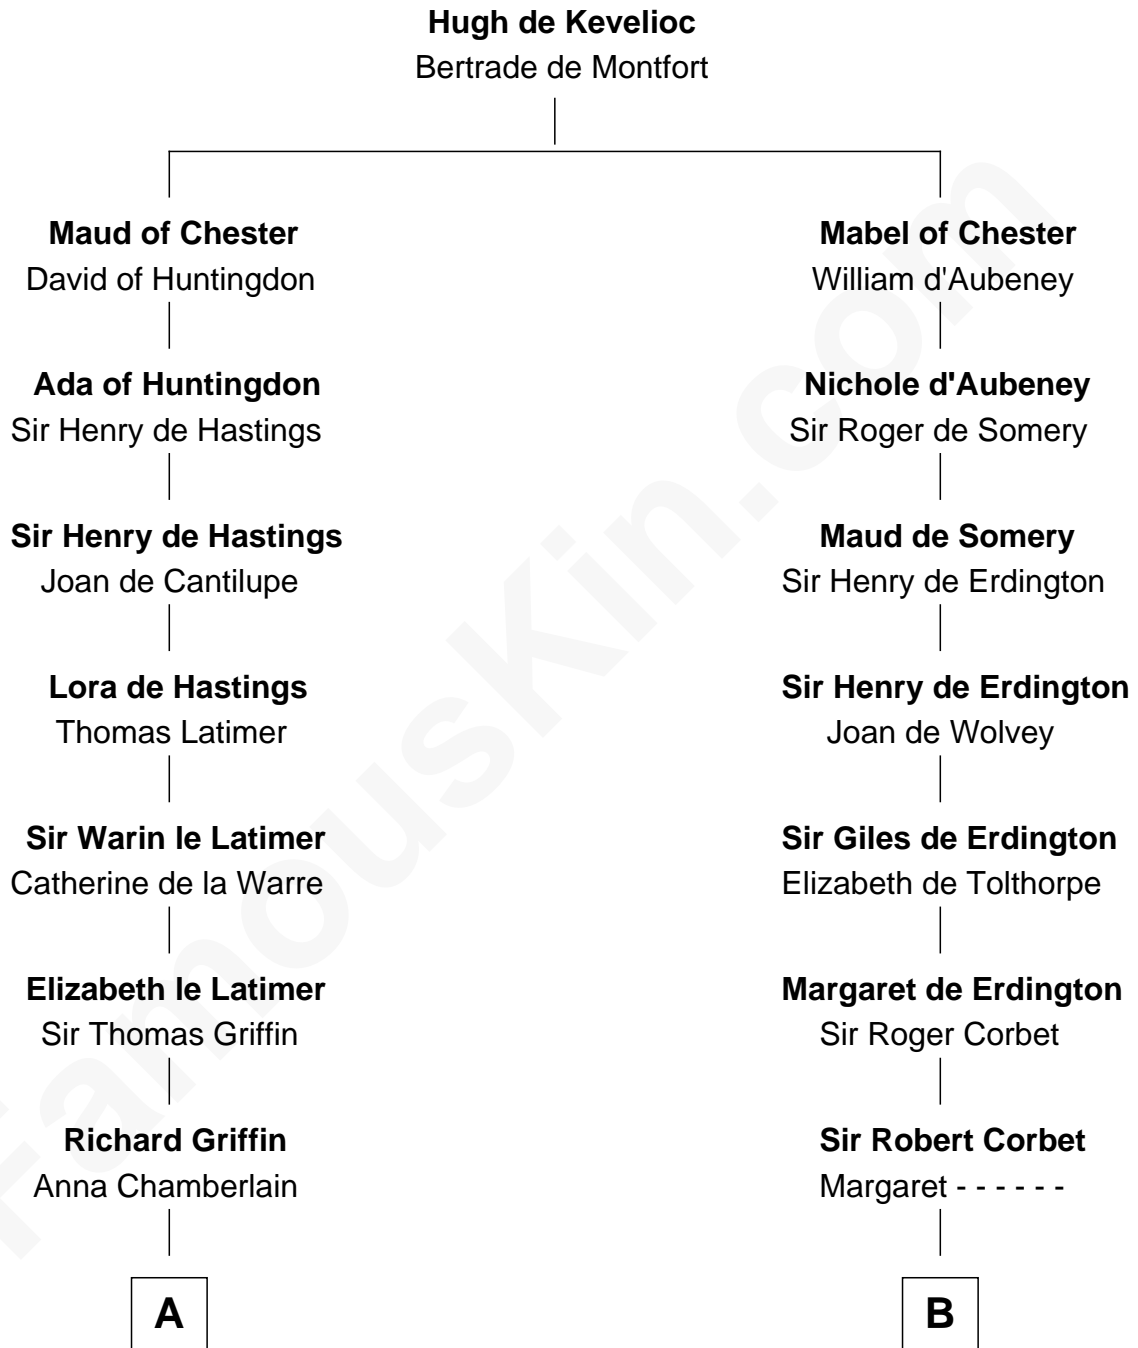 Hugh de Kevelioc
Bertrade de Montfort
Maud of Chester
David of Huntingdon
Mabel of Chester
William d'Aubeney
Ada of Huntingdon
Sir Henry de Hastings
Nichole d'Aubeney
Sir Roger de Somery
Sir Henry de Hastings
Joan de Cantilupe
Maud de Somery
Sir Henry de Erdington
Lora de Hastings
Thomas Latimer
Sir Henry de Erdington
Joan de Wolvey
Sir Warin le Latimer
Catherine de la Warre
Sir Giles de Erdington
Elizabeth de Tolthorpe
Elizabeth le Latimer
Sir Thomas Griffin
Margaret de Erdington
Sir Roger Corbet
Richard Griffin
Anna Chamberlain
Sir Robert Corbet
Margaret - - - - - -
A
B
FamousKin.com